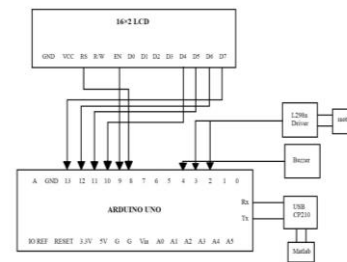 16×2 LCD
GND VCC RS R/W EN D0 D1 D2 D3 D4 D5 D6 D7
L298n
Driver
Buzzer
A GND 13 12 11 10 9 8 7 6 5 4 3 2 1 0
Rx
ARDUINO UNO
Tx
USB
CP210
IO REF RESET 3.3V 5V G G Vin A0 A1 A2 A3 A4 A5
Matlab